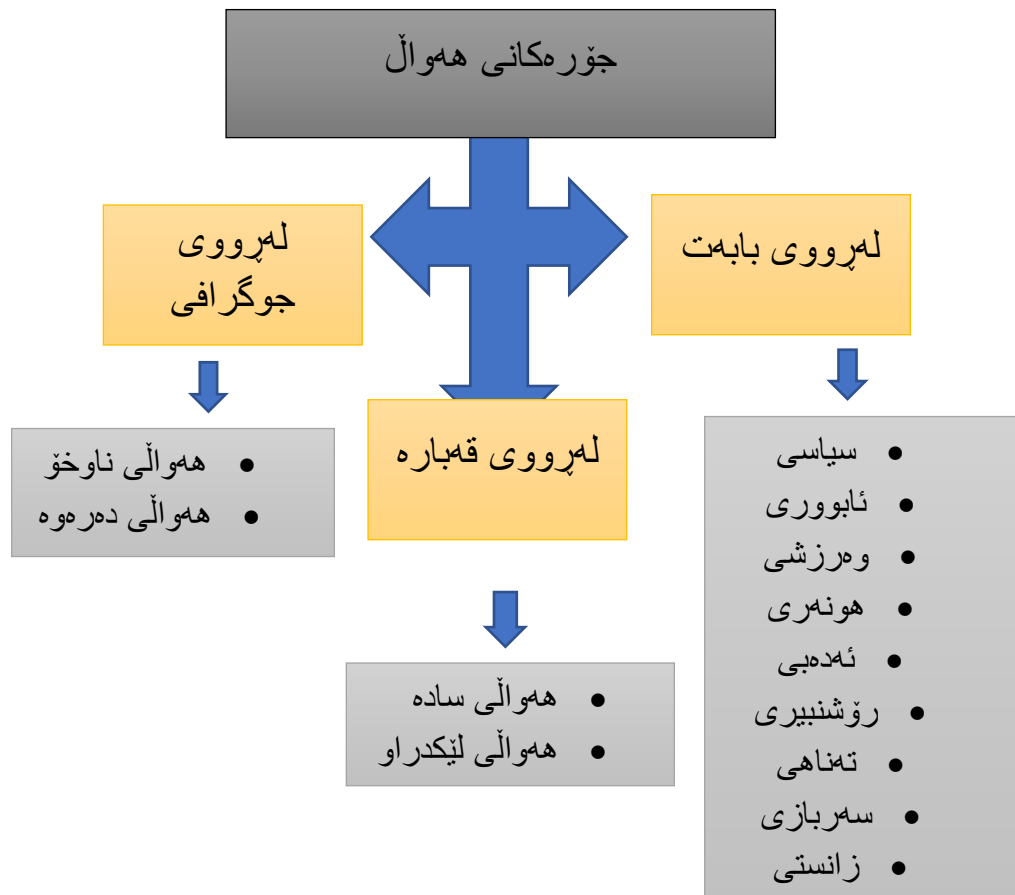 جۆرەکانی هەواڵ
لەڕووی بابەت
سیاسی
ئابووری
وەرزشی
هونەری
ئەدەبی
رۆشنبیری
تەناهی
سەربازی
زانستی
لەڕووی قەبارە
هەواڵی سادە
هەواڵی لێکدراو
لەڕووی
جوگرافی
هەواڵی ناوخۆ
هەواڵی دەرەوە